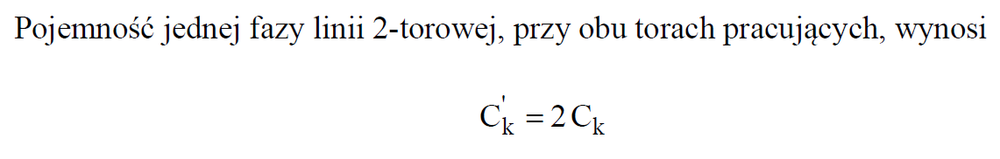 Pojemność jednej fazy linii 2-torowej, przy obu torach pracujących, wynosi
C'k = 2 Ck